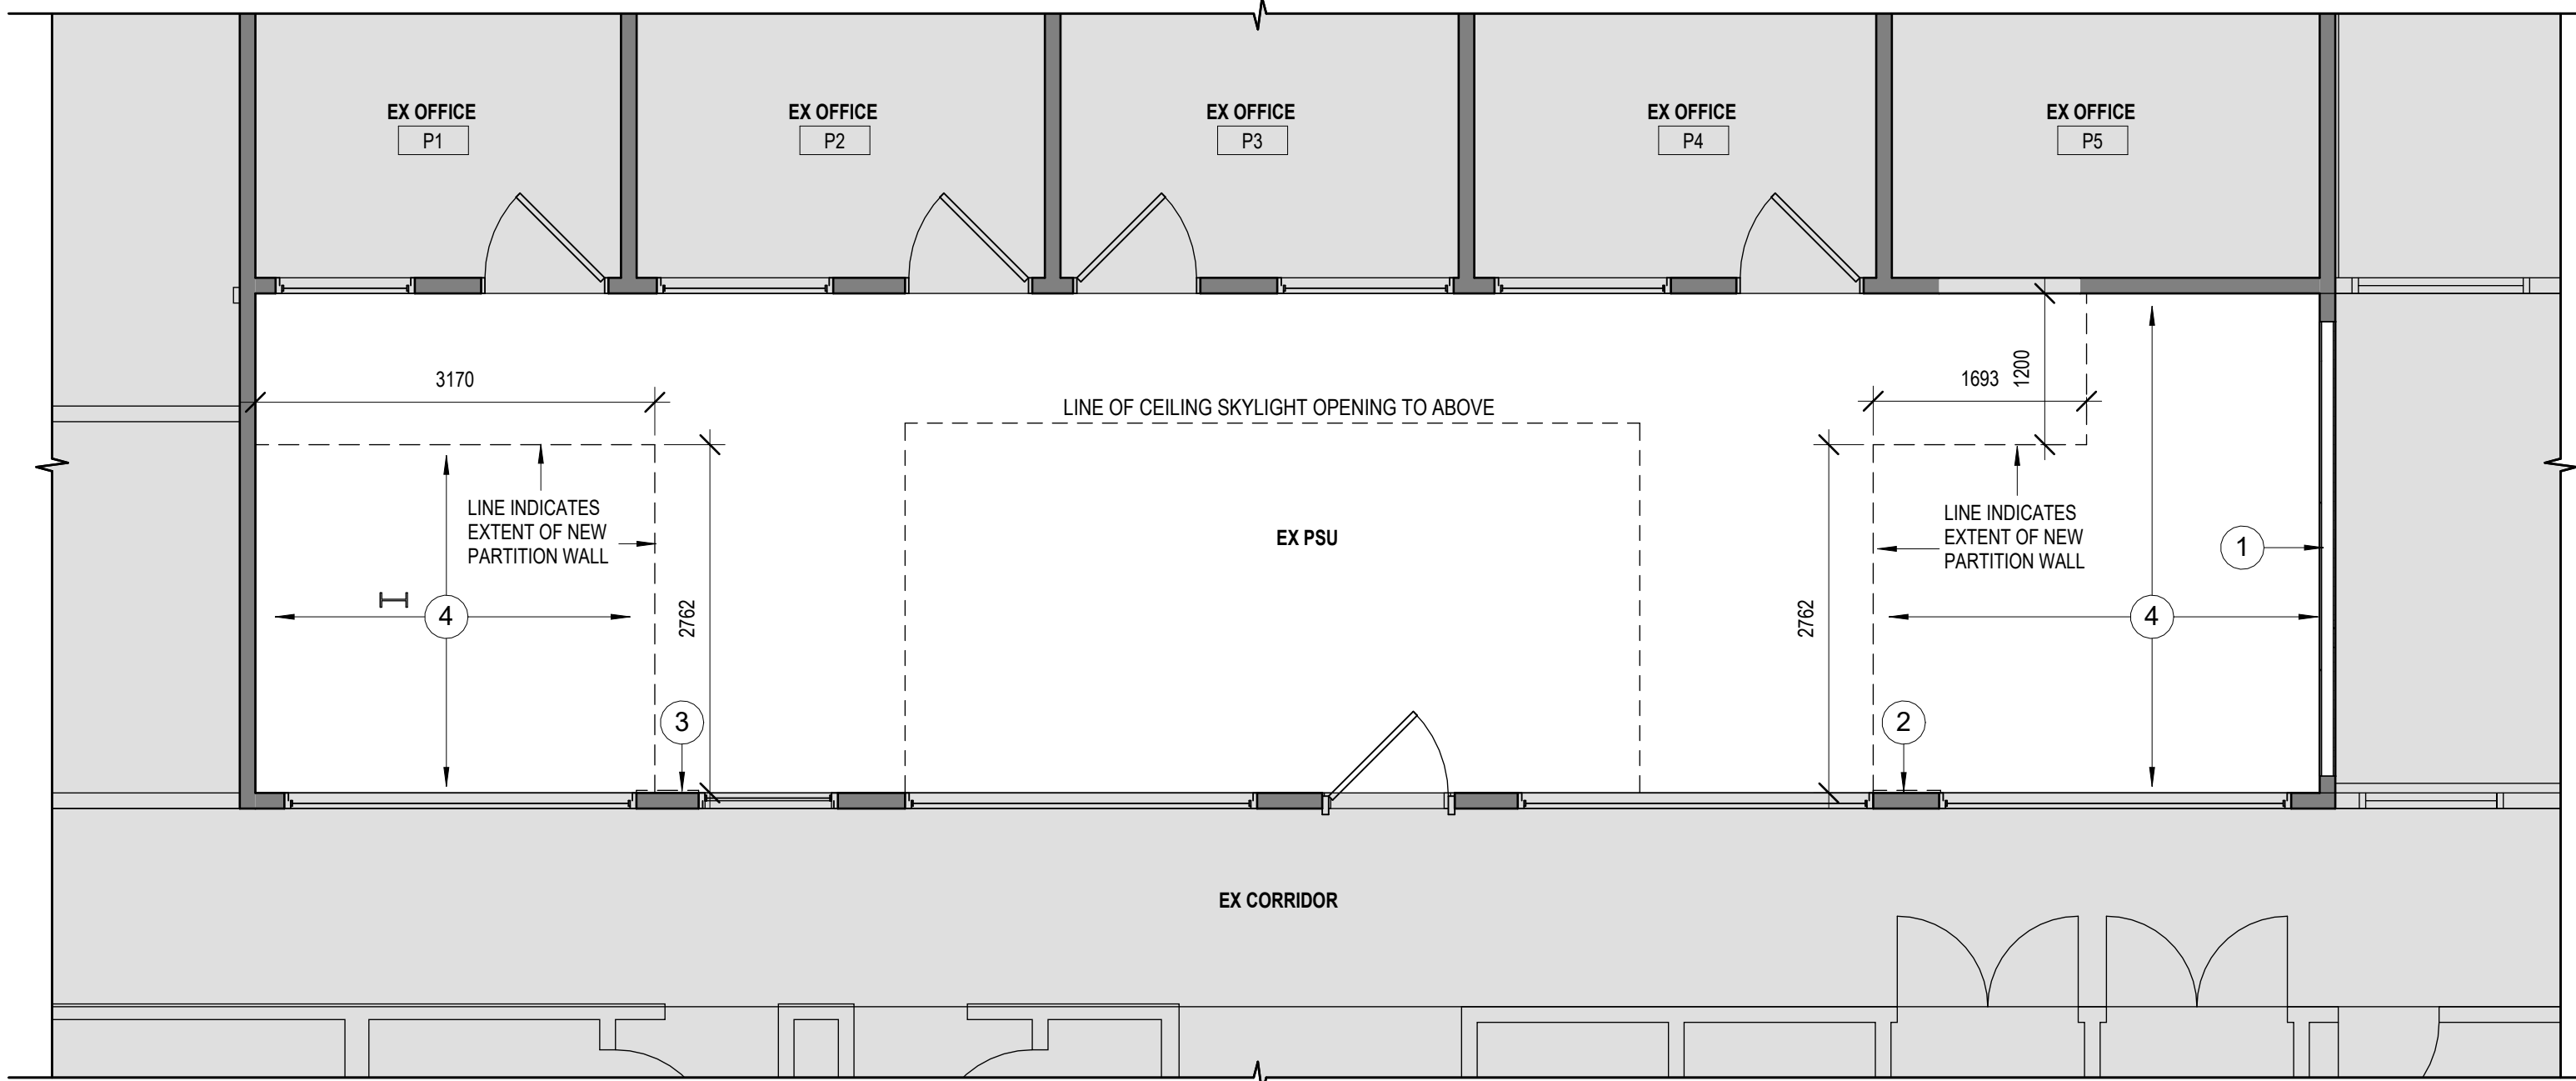 EX OFFICE
P1
EX OFFICE
P2
EX OFFICE
P3
EX OFFICE
P4
EX OFFICE
P5
3170
LINE OF CEILING SKYLIGHT OPENING TO ABOVE
1693
1200
LINE INDICATES
EXTENT OF NEW
PARTITION WALL
EX PSU
LINE INDICATES
EXTENT OF NEW
PARTITION WALL
1
4
2762
2762
4
3
2
EX CORRIDOR